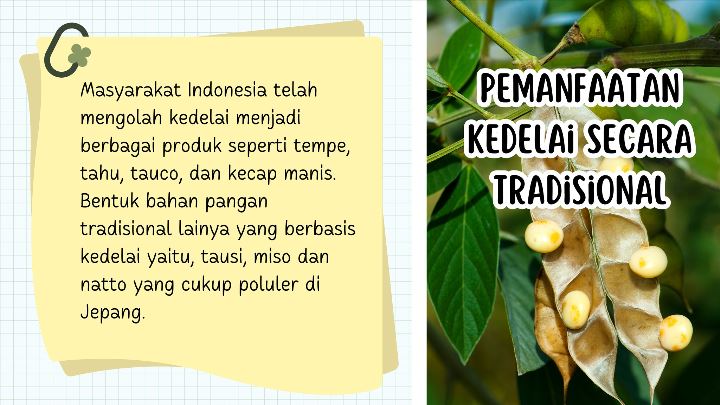 Masyarakat Indonesia telah
mengolah kedelai menjadi
berbagai produk seperti tempe,
tahu, tauco, dan kecap manis.
Bentuk bahan pangan
tradisional lainya yang berbasis
kedelai yaitu, tausi, miso dan
natto yang cukup poluler di
Jepang.
PEMANFAATAN
KEDELAi SECARA
TRADiSiONAL